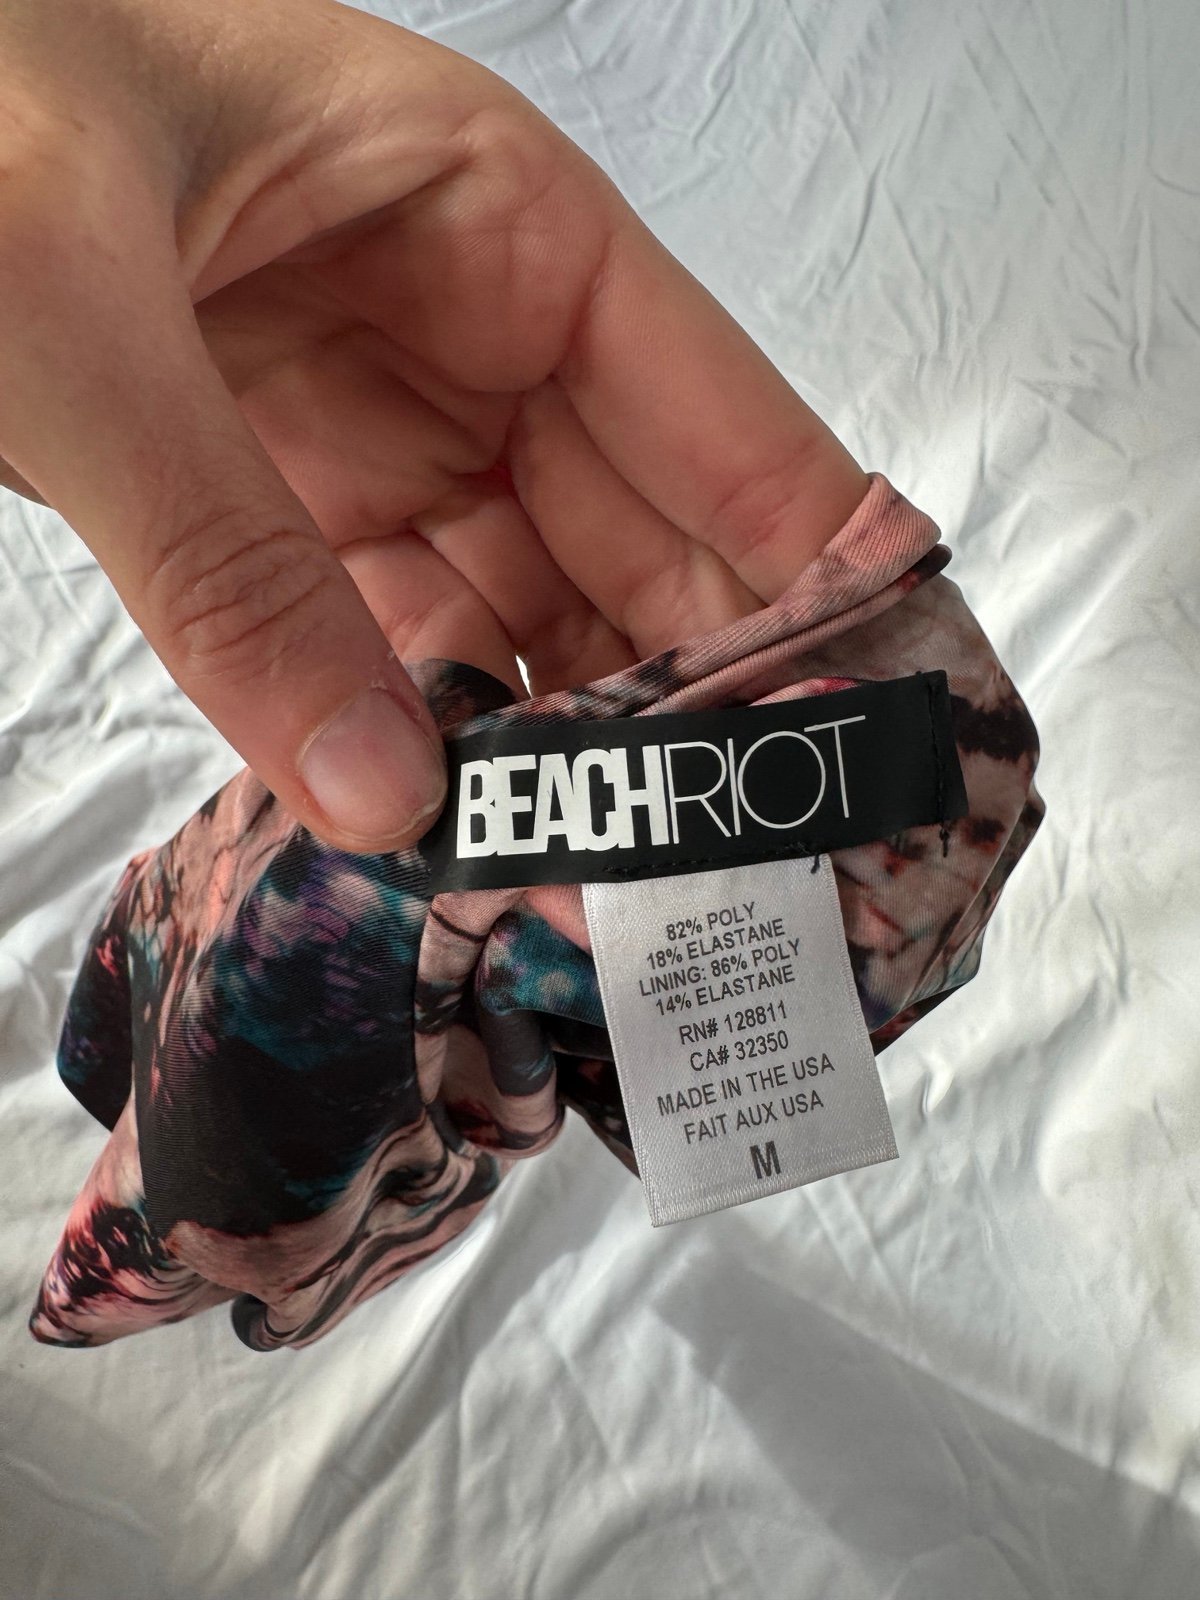 BEACHRIOT
82% POLY
18% ELASTANE
LINING: 86% POLY
14% ELASTANE
RN# 128811
CA# 32350
MADE IN THE USA
FAIT AUX USA
M